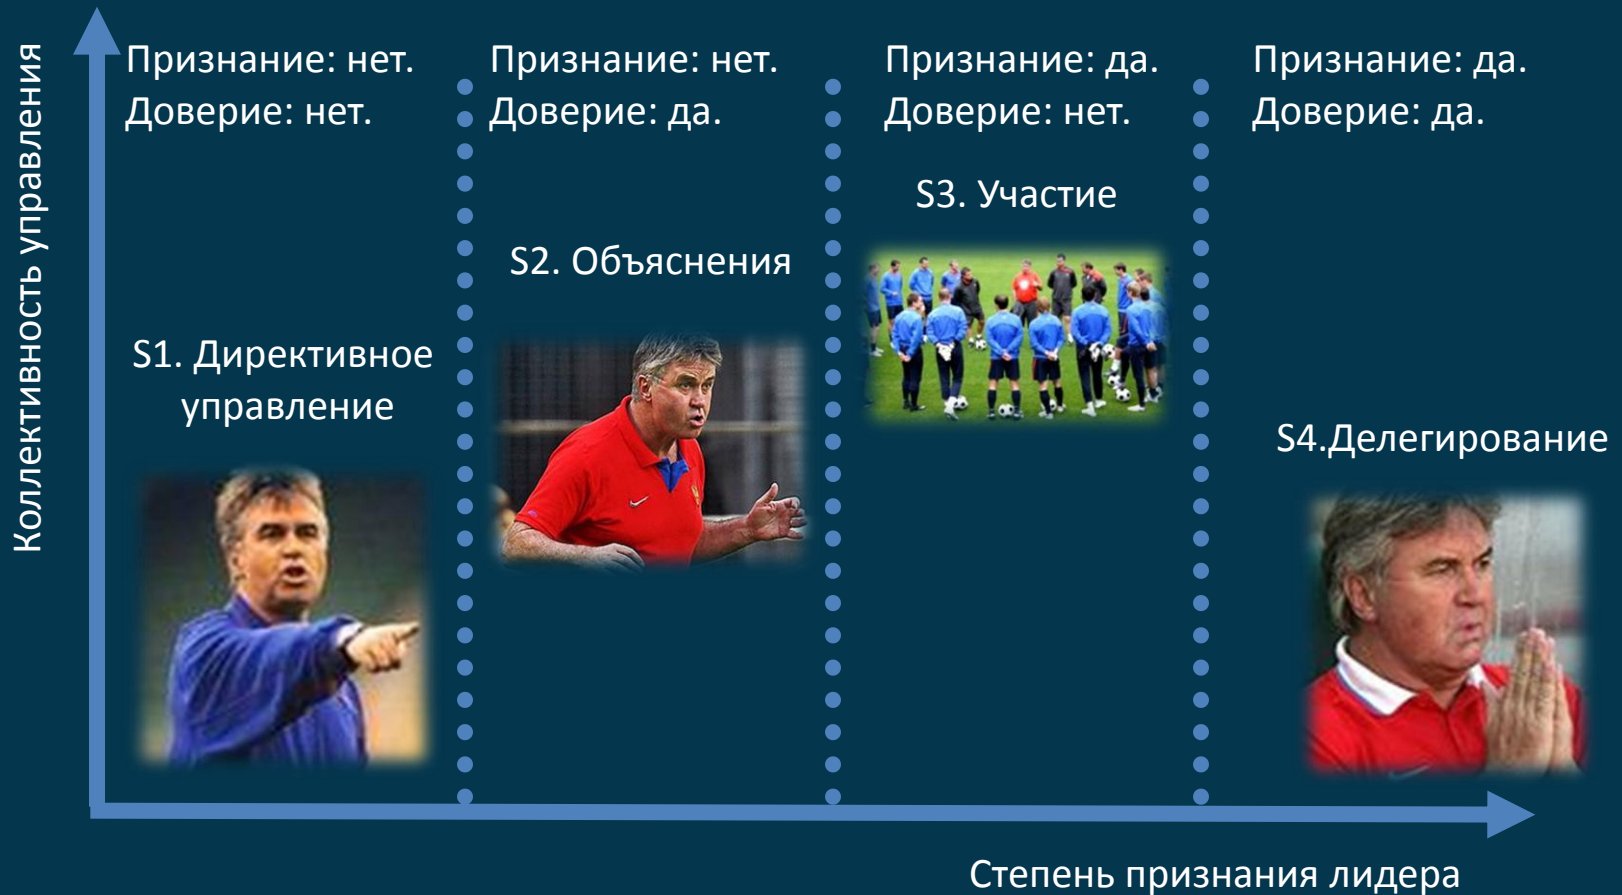 Коллективность управления
Признание: нет.
Доверие: нет.
Признание: нет.
Доверие: да.
Признание: да.
Доверие: нет.
Признание: да.
Доверие: да.
S1. Директивное
управление
S2. Объяснения
S3. Участие
S4.Делегирование
Степень признания лидера